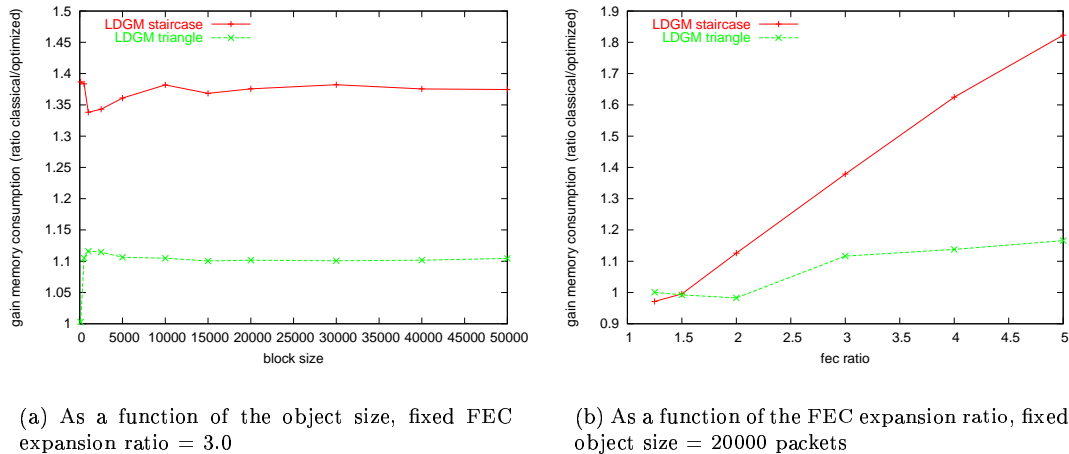 gain memory consumption (ratio classical/optimized)
1.5
1.45
1.4
1.35
1.3
1.25
1.2
1.15
1.1
1.05
1
LDGM staircase
LDGM triangle
0 5000 10000 15000 20000 25000 30000 35000 40000 45000 50000
block size
(a) As a function of the object size, fixed FEC
expansion ratio = 3.0
gain memory consumption (ratio classical/optimized)
1.9
1.8
1.7
1.6
1.5
1.4
1.3
1.2
1.1
1
0.9
LDGM staircase
LDGM triangle
1 1.5 2 2.5 3 3.5 4 4.5 5
fec ratio
(b) As a function of the FEC expansion ratio, fixed
object size = 20000 packets